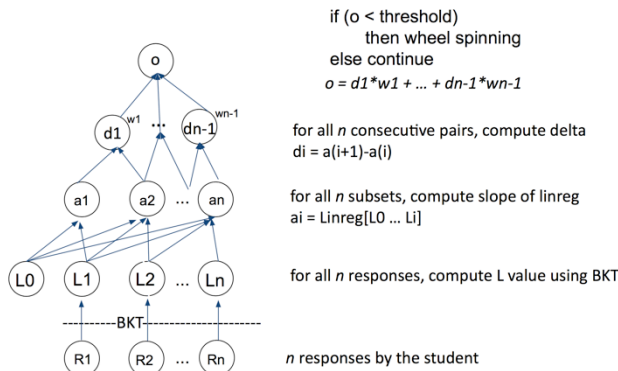 if (o < threshold)
then wheel spinning
else continue
o = d1*w1 + ... + dn-1*wn-1
o
d1 w1 ... dn-1 wn-1
for all n consecutive pairs, compute delta
di = a(i+1)-a(i)
a1 a2 ... an
for all n subsets, compute slope of linreg
ai = Linreg[L0 ... Li]
L0 L1 L2 ... Ln
for all n responses, compute L value using BKT
BKT
R1 R2 ... Rn
n responses by the student